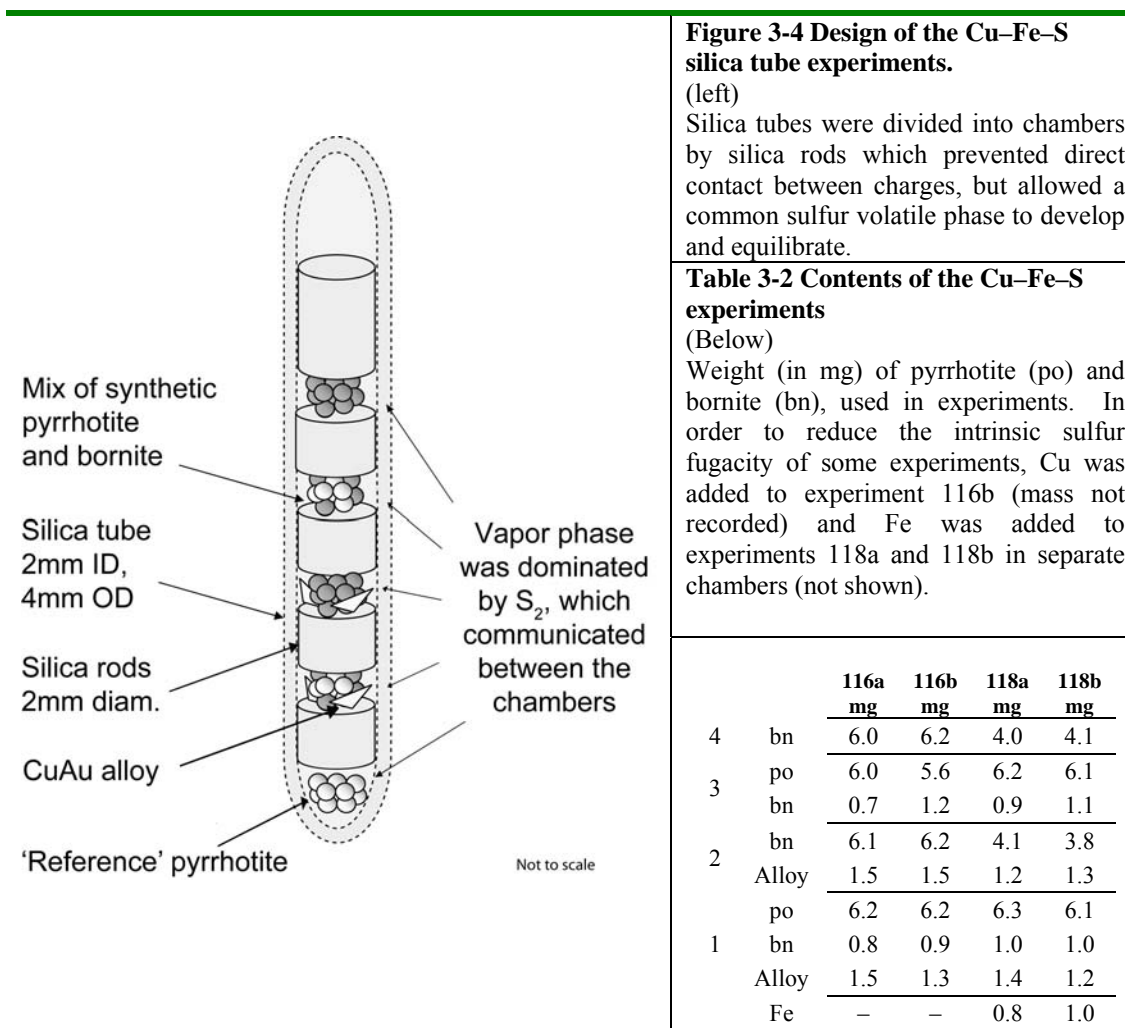 Figure 3-4 Design of the Cu–Fe–S
silica tube experiments.
(left)
Silica tubes were divided into chambers
by silica rods which prevented direct
contact between charges, but allowed a
common sulfur volatile phase to develop
and equilibrate.
Table 3-2 Contents of the Cu–Fe–S
experiments
(Below)
Weight (in mg) of pyrrhotite (po) and
bornite (bn), used in experiments. In
order to reduce the intrinsic sulfur
fugacity of some experiments, Cu was
added to experiment 116b (mass not
recorded) and Fe was added to
experiments 118a and 118b in separate
chambers (not shown).
Mix of synthetic
pyrrhotite
and bornite
Silica tube
2mm ID,
4mm OD
Silica rods
2mm diam.
CuAu alloy
'Reference' pyrrhotite
Vapor phase
was dominated
by S2, which
communicated
between the
chambers
Not to scale
116a 116b 118a 118b
mg mg mg mg
4 bn 6.0 6.2 4.0 4.1
3 po 6.0 5.6 6.2 6.1
bn 0.7 1.2 0.9 1.1
2 bn 6.1 6.2 4.1 3.8
Alloy 1.5 1.5 1.2 1.3
po 6.2 6.2 6.3 6.1
1 bn 0.8 0.9 1.0 1.0
Alloy 1.5 1.3 1.4 1.2
Fe – – 0.8 1.0